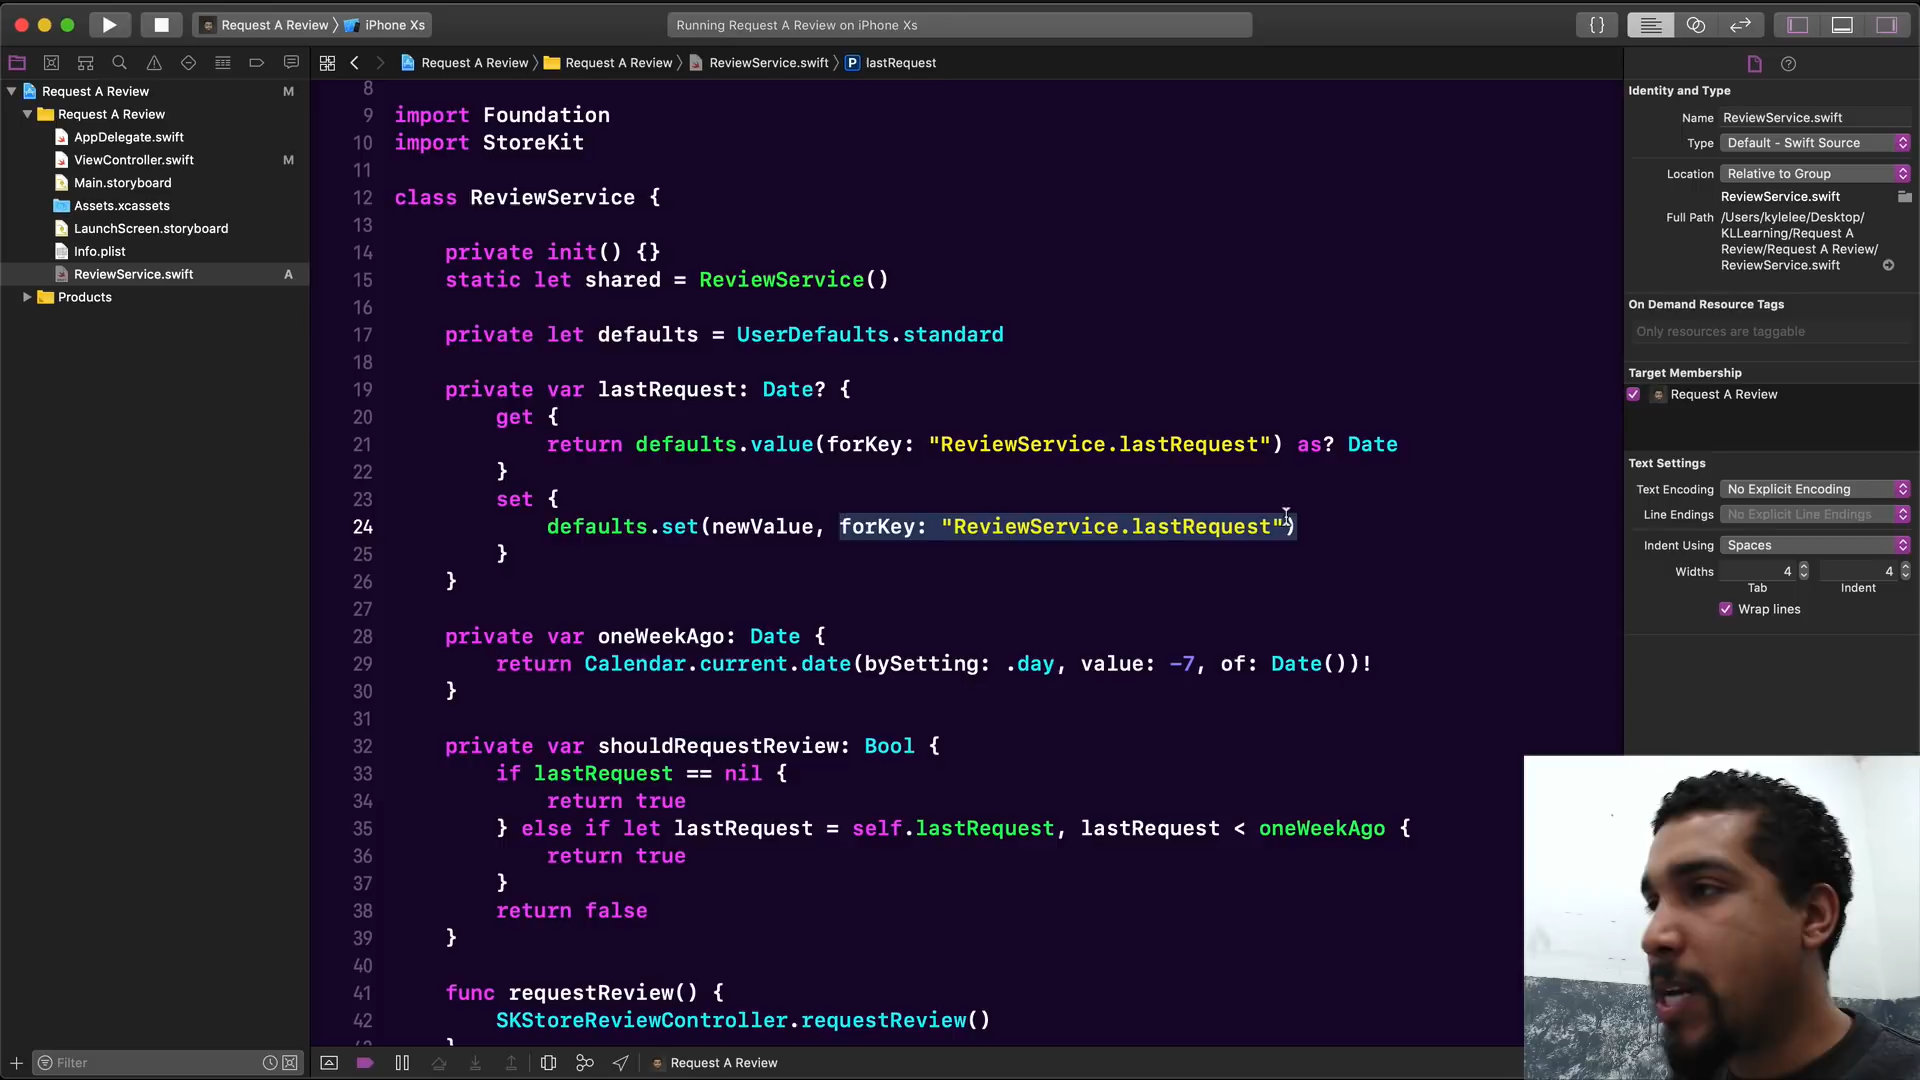 Request A Review
iPhone Xs
Running Request A Review on iPhone Xs
Request A Review
Request A Review
ReviewService.swift
P
lastRequest
Request A Review
M
Request A Review
AppDelegate.swift
ViewController.swift
M
Main.storyboard
Assets.xcassets
LaunchScreen.storyboard
Info.plist
ReviewService.swift
A
Products
8
9 import Foundation
10 import StoreKit
11
12 class ReviewService {
13
14 private init() {}
15 static let shared = ReviewService()
16
17 private let defaults = UserDefaults.standard
18
19 private var lastRequest: Date? {
20 get {
21 return defaults.value(forKey: "ReviewService.lastRequest") as? Date
22 }
23 set {
24 defaults.set(newValue, forKey: "ReviewService.lastRequest")
25 }
26 }
27
28 private var oneWeekAgo: Date {
29 return Calendar.current.date(bySetting: .day, value: -7, of: Date())!
30 }
31
32 private var shouldRequestReview: Bool {
33 if lastRequest == nil {
34 return true
35 } else if let lastRequest = self.lastRequest, lastRequest < oneWeekAgo {
36 return true
37 }
38 return false
39 }
40
41 func requestReview() {
42 SKStoreReviewController.requestReview()
Identity and Type
Name ReviewService.swift
Type Default - Swift Source
Location Relative to Group
ReviewService.swift
Full Path /Users/kylelee/Desktop/
KLLearning/Request A
Review/Request A Review/
ReviewService.swift
On Demand Resource Tags
Only resources are taggable
Target Membership
Request A Review
Text Settings
Text Encoding No Explicit Encoding
Line Endings No Explicit Line Endings
Indent Using Spaces
Widths 4 4
Tab Indent
Wrap lines
Filter
Request A Review